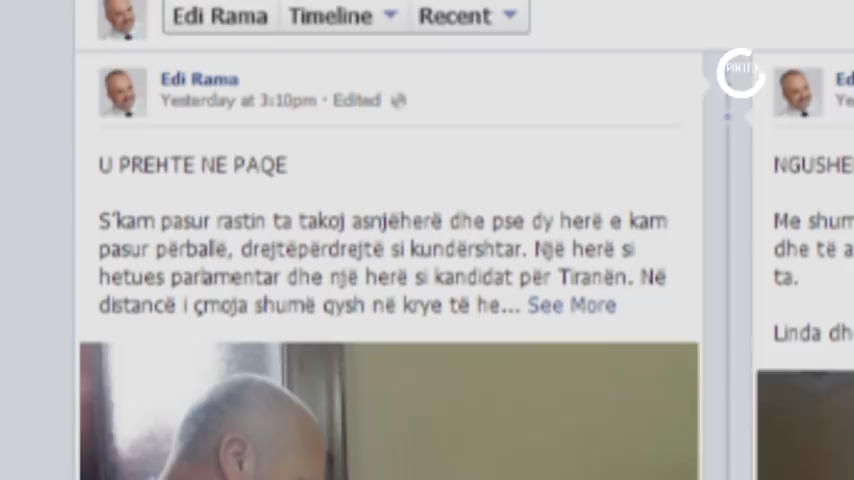 Edi Rama Timeline Recent
Edi Rama
Yesterday at 3:10pm · Edited
U PREHTE NE PAQE
S'kam pasur rastin ta takoj asnjëherë dhe pse dy herë e kam
pasur përballë, drejtëpërdrejtë si kundërshtar. Një herë si
hetues parlamentar dhe një herë si kandidat për Tiranën. Në
distancë i çmoja shumë qysh në krye të he... See More
Ed
Ye
NGUSHE
Me shum
dhe të a
ta.
Linda dh